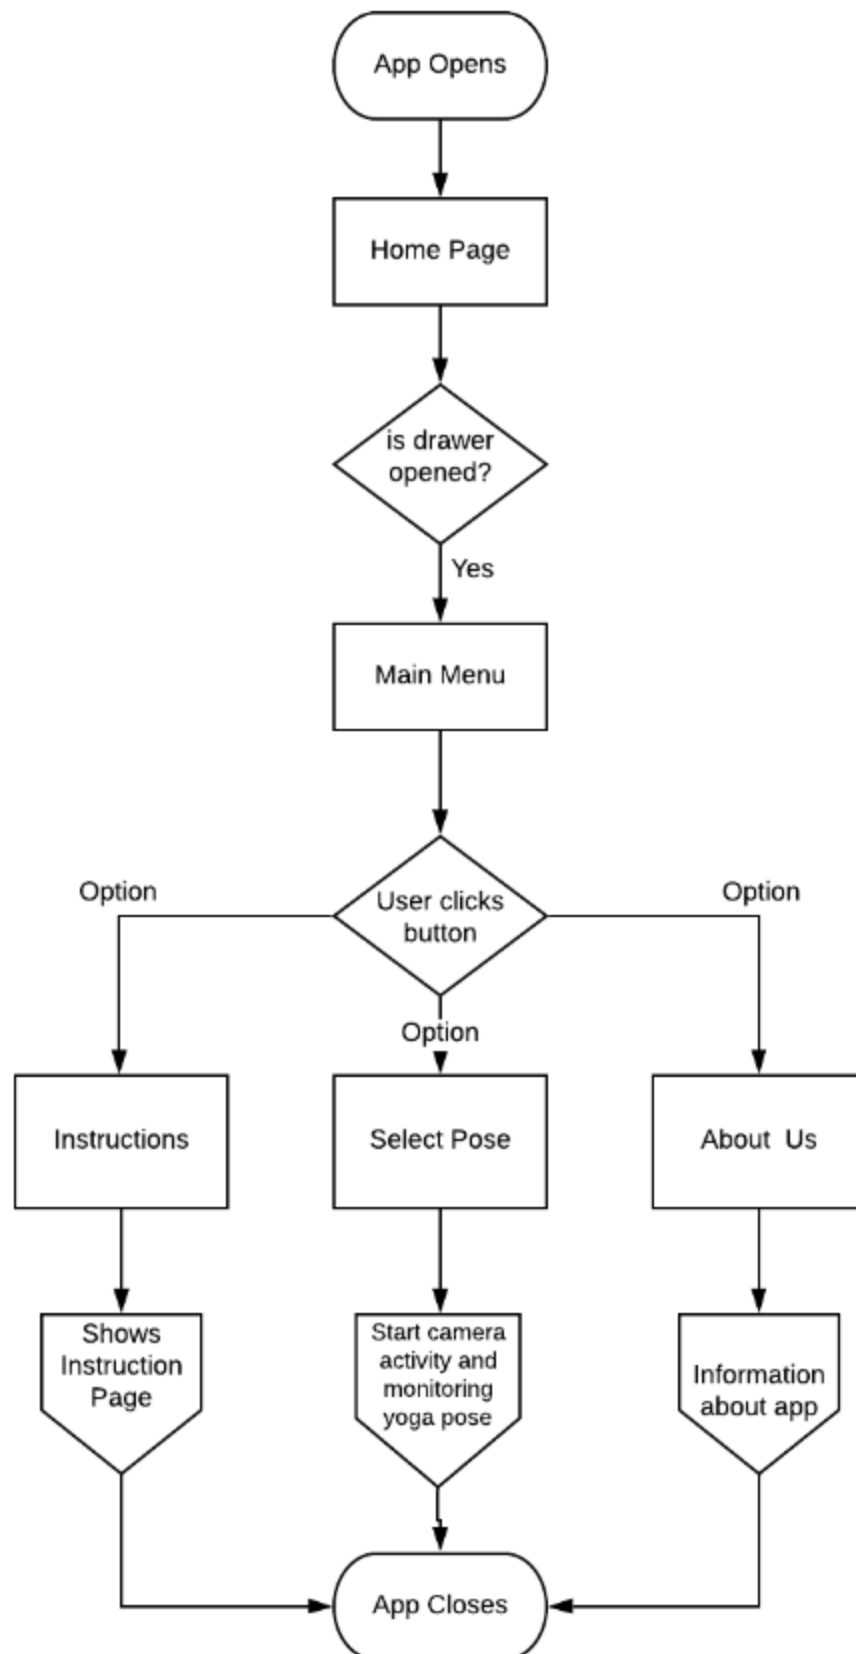 App Opens
Home Page
is drawer
opened?
Yes
Main Menu
User clicks
button
Option
Option
Option
Instructions
Select Pose
About  Us
Shows
Instruction
Page
Start camera
activity and
monitoring
yoga pose
Information
about app
App Closes